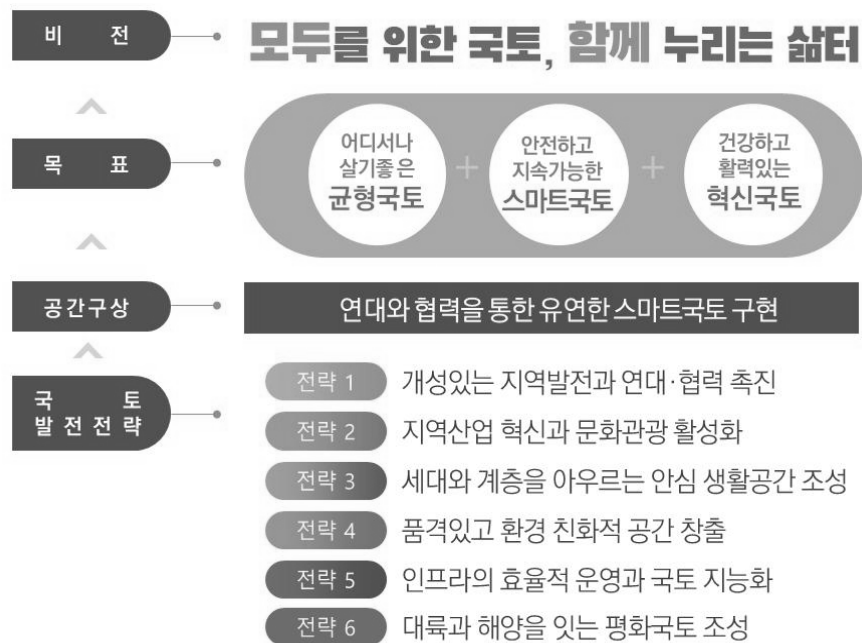 비 전
모두를 위한 국토, 함께 누리는 삶터
목 표
어디서나
살기좋은
균형국토
+
안전하고
지속가능한
스마트국토
+
건강하고
활력있는
혁신국토
공간구상
연대와 협력을 통한 유연한 스마트국토 구현
국 토
발전전략
전략 1 개성있는 지역발전과 연대·협력 촉진
전략 2 지역산업 혁신과 문화관광 활성화
전략 3 세대와 계층을 아우르는 안심 생활공간 조성
전략 4 품격있고 환경 친화적 공간 창출
전략 5 인프라의 효율적 운영과 국토 지능화
전략 6 대륙과 해양을 잇는 평화국토 조성